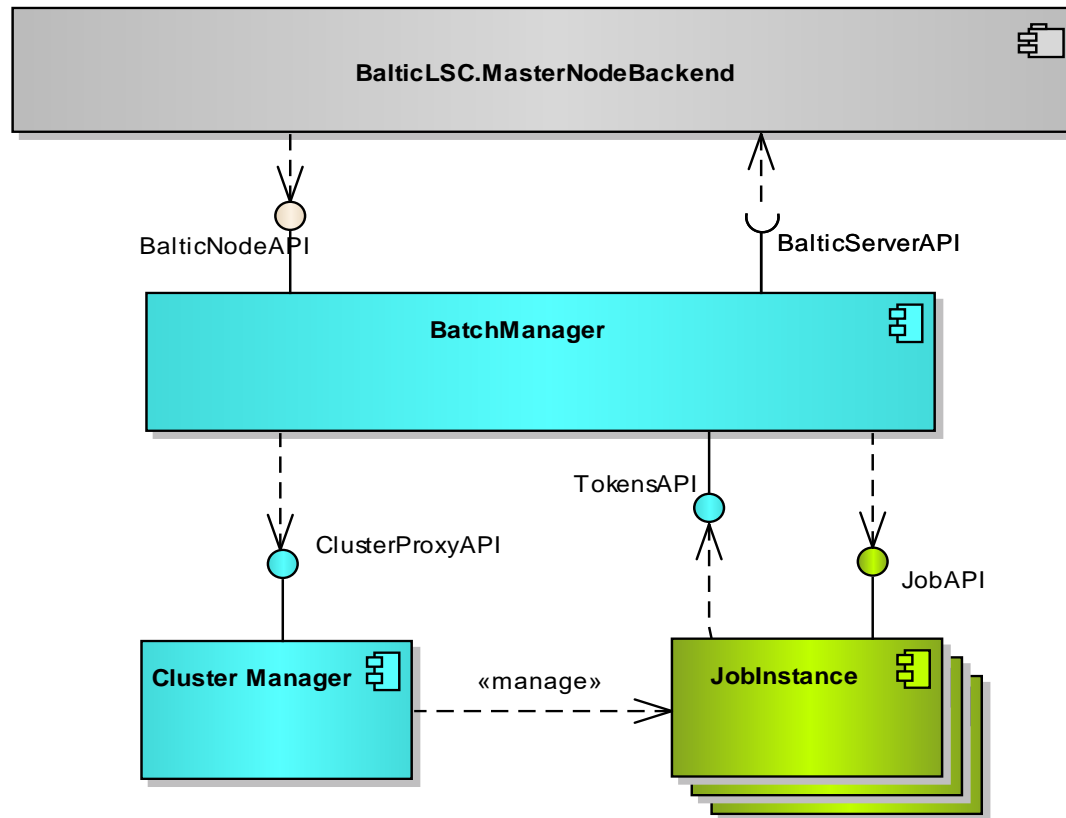 BalticLSC.MasterNodeBackend
BalticNodeAPI
BalticServerAPI
BatchManager
TokensAPI
ClusterProxyAPI
JobAPI
Cluster Manager
«manage»
JobInstance